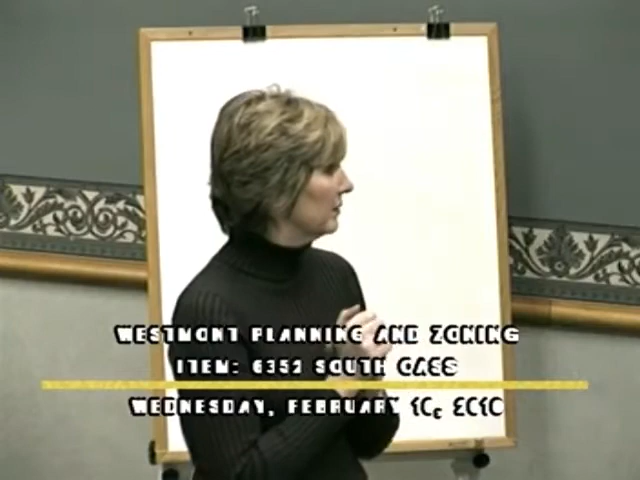 WESTMONT PLANNING AND ZONING
ITEM: 6352 SOUTH CASS
WEDNESDAY, FEBRUARY 10, 2010